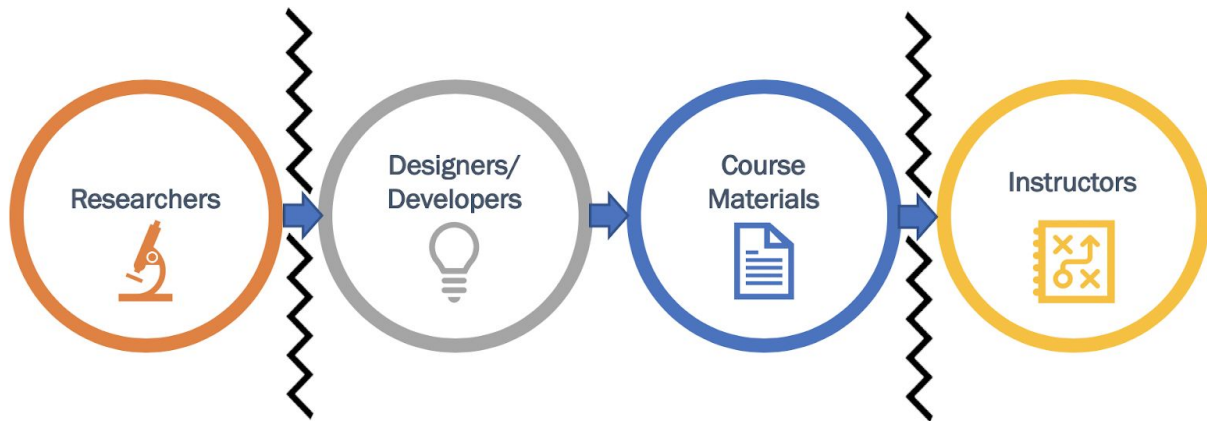 Researchers
Designers/
Developers
Course
Materials
Instructors